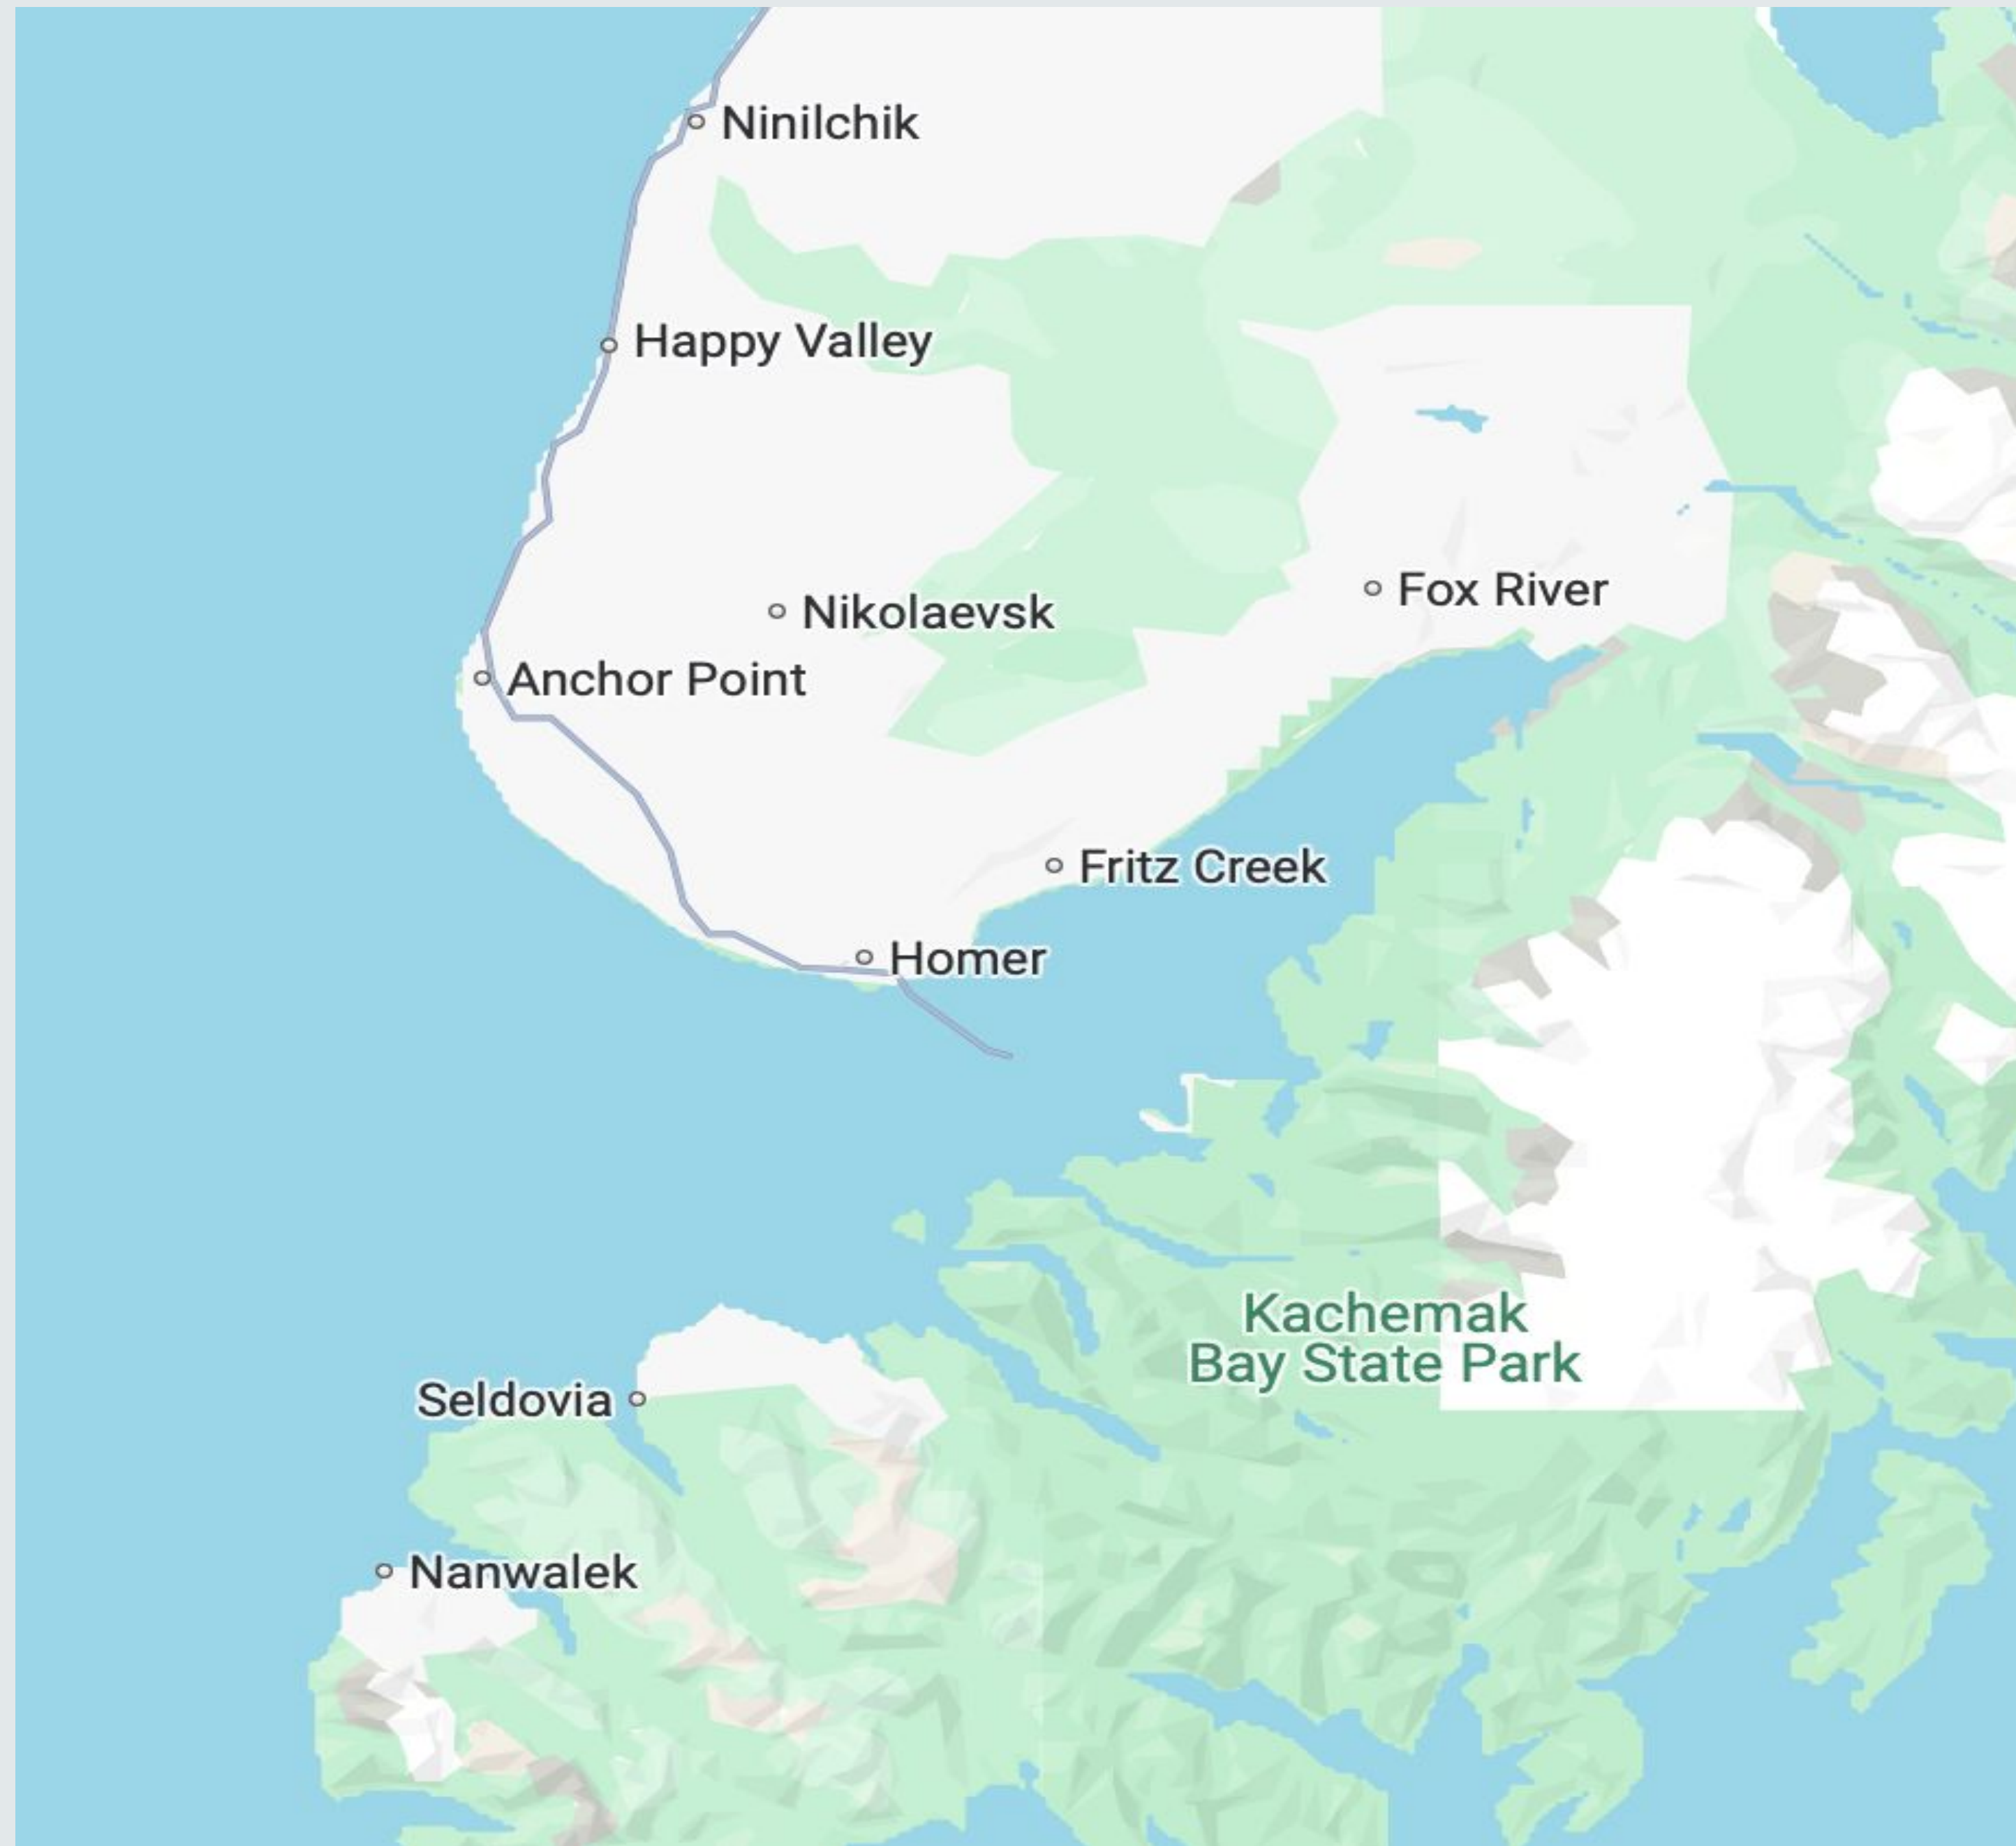 Ninilchik
Happy Valley
Fox River
Nikolaevsk
Anchor Point
Fritz Creek
Homer
Kachemak
Bay State Park
Seldovia
Nanwalek